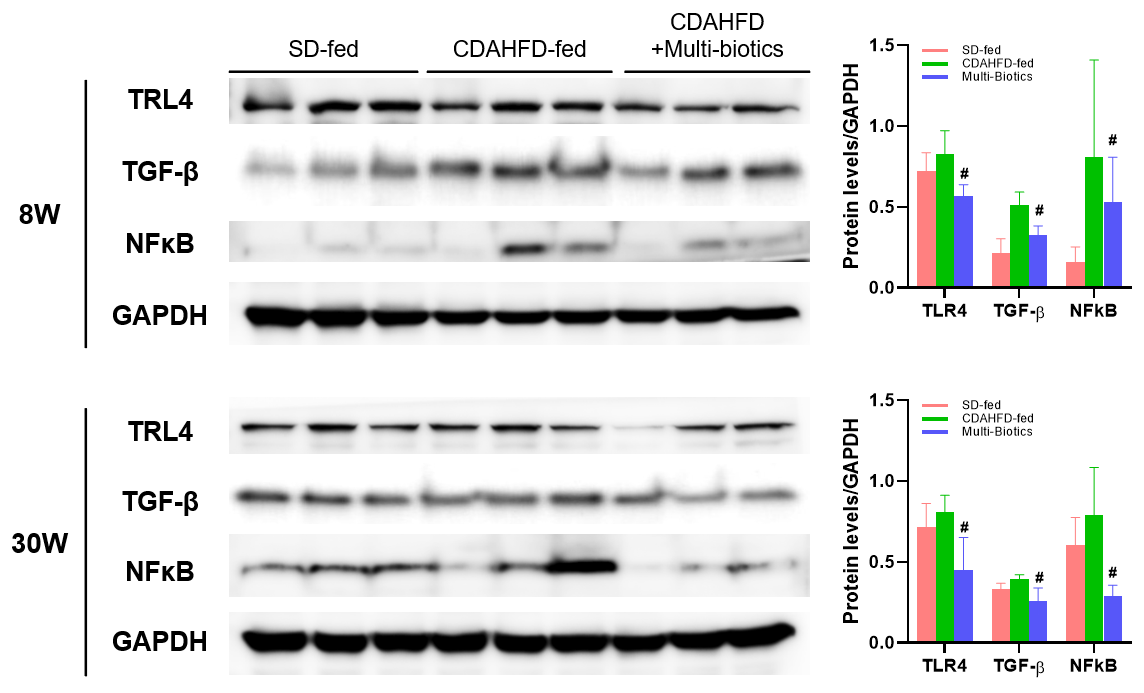 SD-fed
CDAHFD-fed
CDAHFD
+Multi-biotics
8W
TRL4
TGF-β
NFκB
GAPDH
Protein levels/GAPDH
1.5
1.0
0.5
0.0
SD-fed
CDAHFD-fed
Multi-Biotics
#
#
#
TLR4
TGF-β
NFkB
30W
TRL4
TGF-β
NFκB
GAPDH
Protein levels/GAPDH
1.5
1.0
0.5
0.0
SD-fed
CDAHFD-fed
Multi-Biotics
#
#
#
TLR4
TGF-β
NFkB